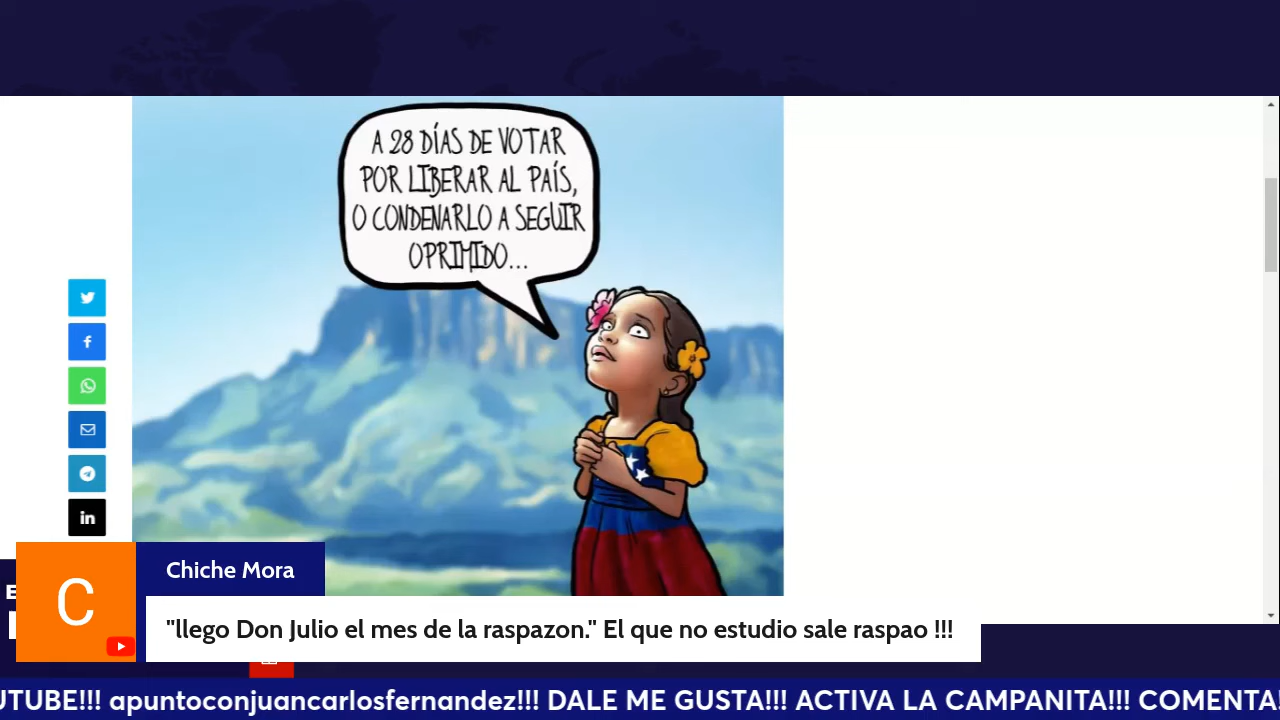 A 28 DÍAS DE VOTAR
POR LIBERAR AL PAÍS,
O CONDENARLO A SEGUIR
OPRIMIDO...
in
C
Chiche Mora
"llego Don Julio el mes de la raspazon." El que no estudio sale raspao !!!
UTUBE!!! apuntoconjuancarlosfernandez!!! DALE ME GUSTA!!! ACTIVA LA CAMPANITA!!! COMENTA